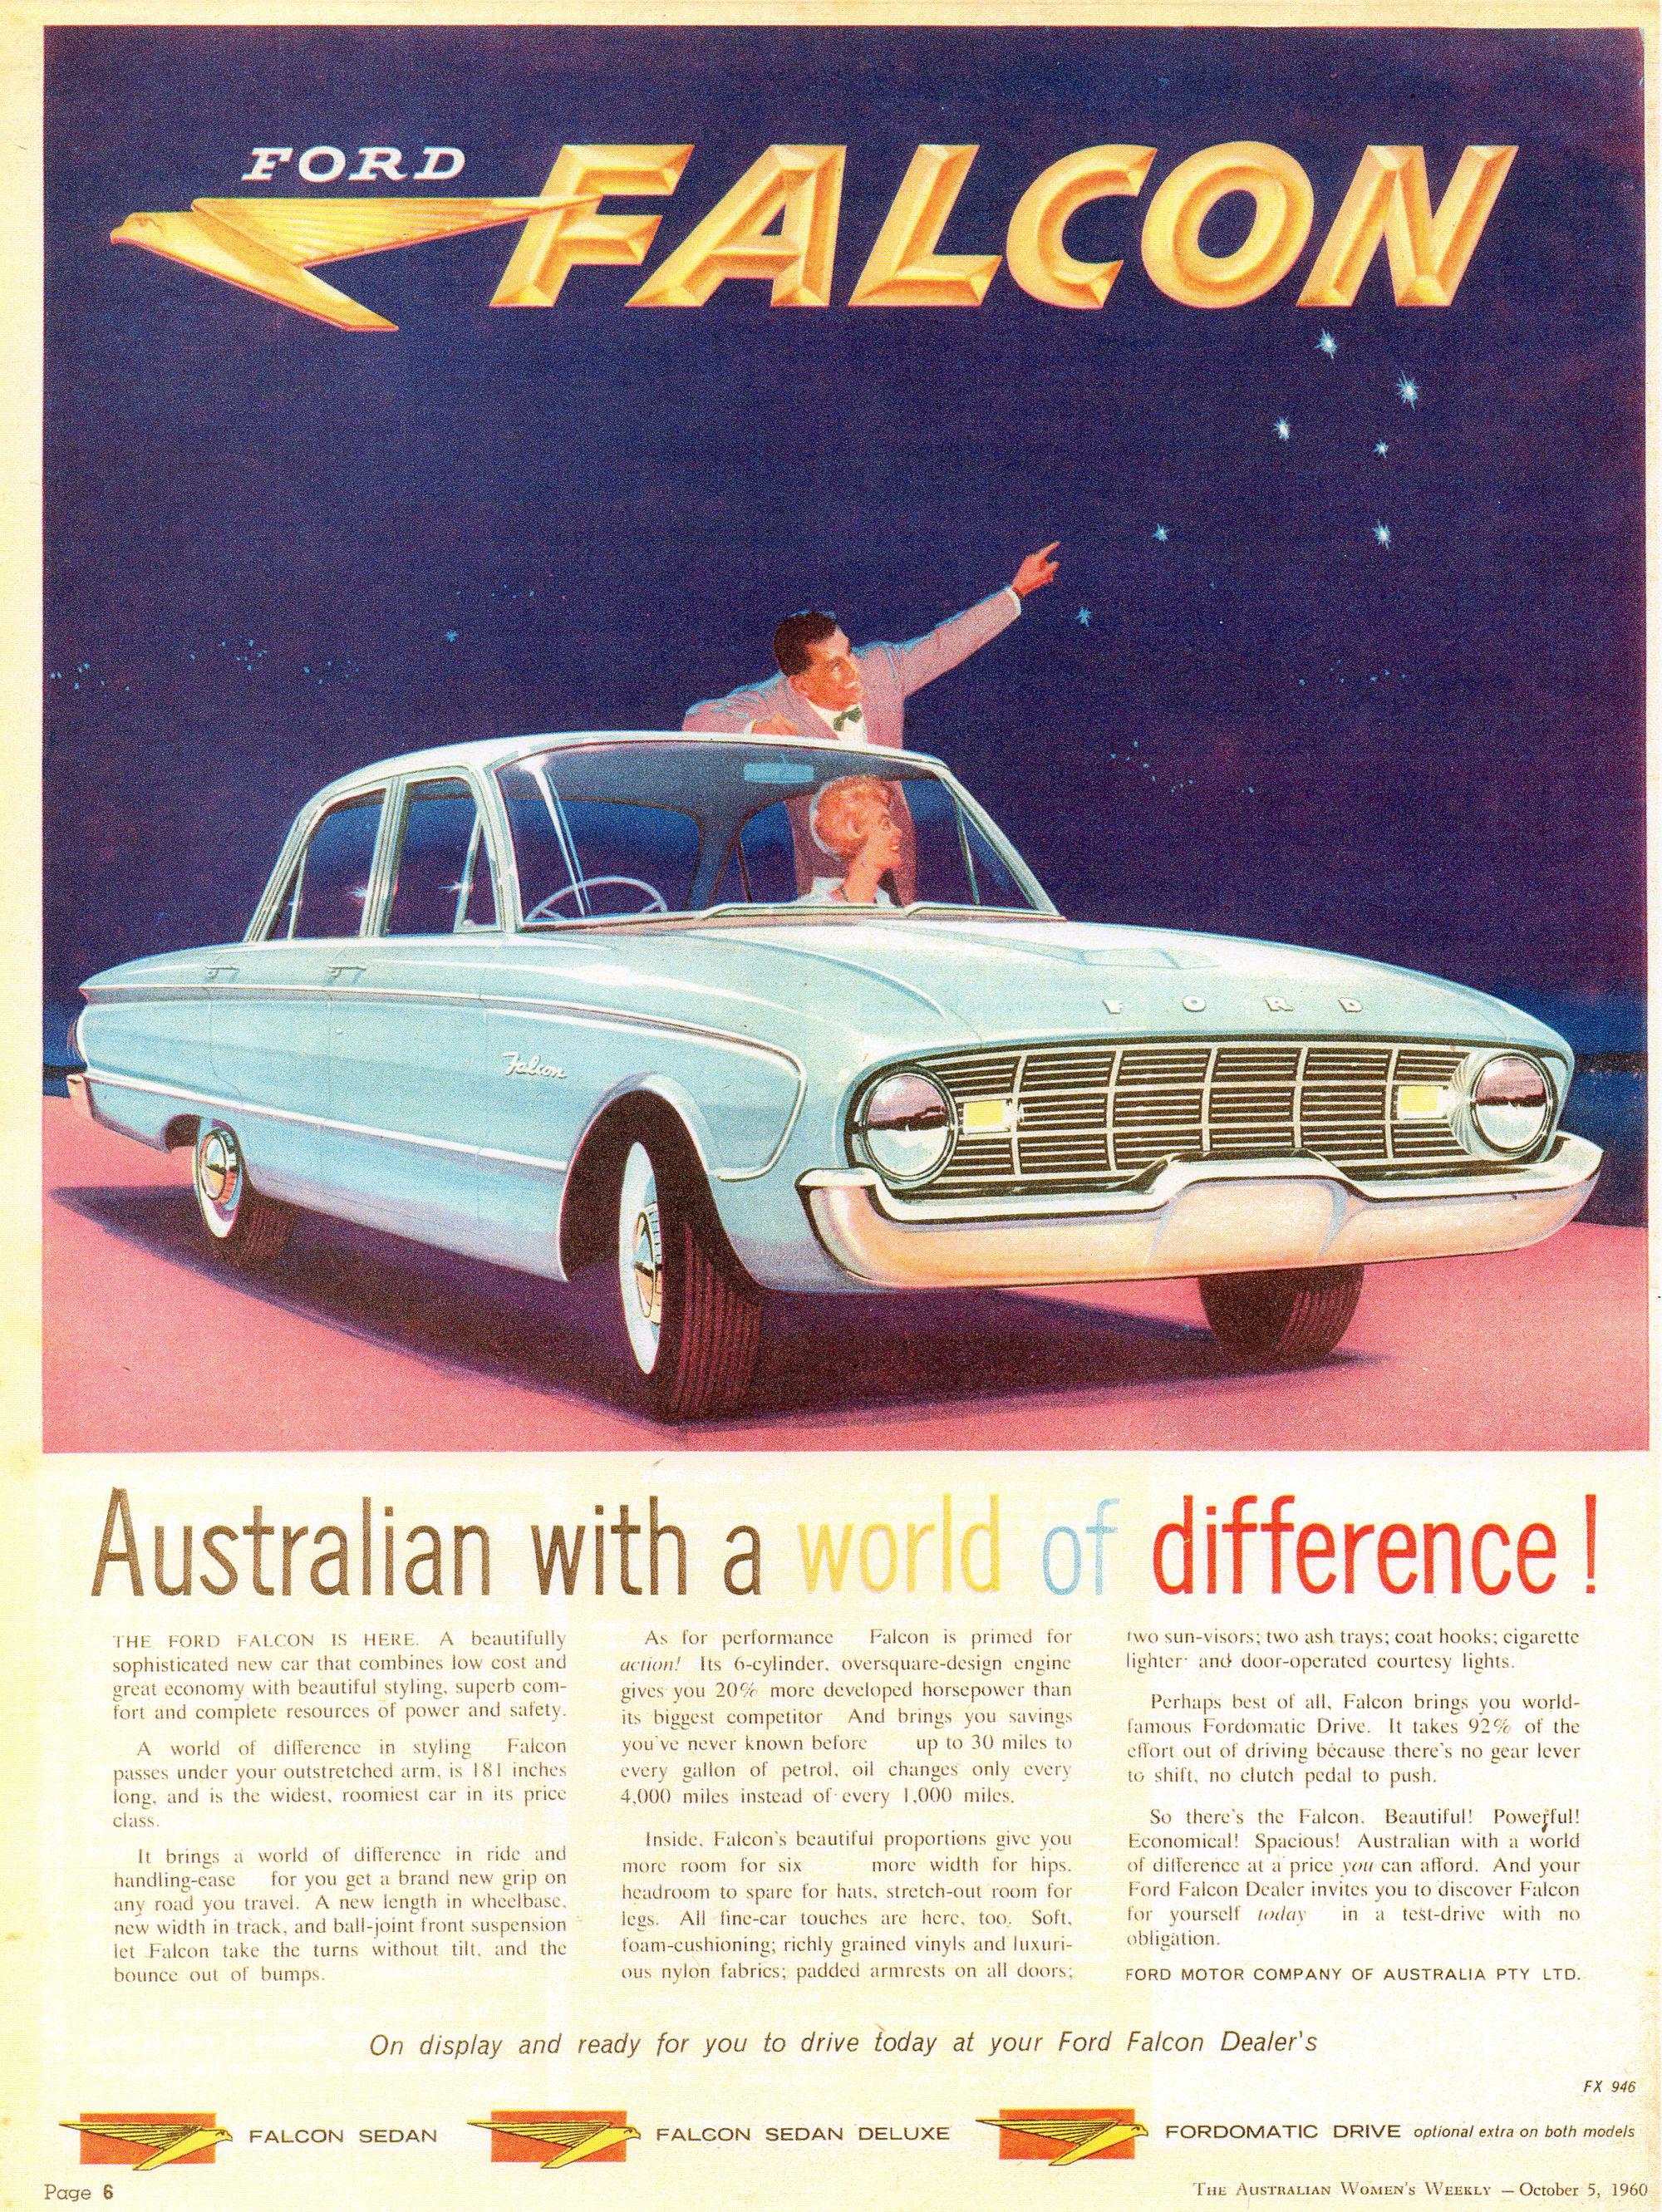 FORD
FALCON
Falcon
F O R D
Australian with a world of difference!
THE FORD FALCON IS HERE. A beautifully
sophisticated new car that combines low cost and
great economy with beautiful styling, superb com-
fort and complete resources of power and safety.
A world of difference in styling Falcon
passes under your outstretched arm, is 181 inches
long, and is the widest, roomiest car in its price
class.
It brings a world of difference in ride and
handling-ease for you get a brand new grip on
any road you travel. A new length in wheelbase,
new width in track, and ball-joint front suspension
let Falcon take the turns without tilt, and the
bounce out of bumps.
As for performance Falcon is primed for
action! Its 6-cylinder, oversquare-design engine
gives you 20% more developed horsepower than
its biggest competitor And brings you savings
you've never known before up to 30 miles to
every gallon of petrol, oil changes only every
4,000 miles instead of every 1,000 miles.
Inside, Falcon's beautiful proportions give you
more room for six more width for hips.
headroom to spare for hats, stretch-out room for
legs. All fine-car touches are here, too. Soft,
foam-cushioning; richly grained vinyls and luxuri-
ous nylon fabrics; padded armrests on all doors;
two sun-visors; two ash trays; coat hooks; cigarette
lighter and door-operated courtesy lights.
Perhaps best of all, Falcon brings you world-
famous Fordomatic Drive. It takes 92% of the
effort out of driving because there's no gear lever
to shift, no clutch pedal to push.
So there's the Falcon. Beautiful! Powerful!
Economical! Spacious! Australian with a world
of difference at a price you can afford. And your
Ford Falcon Dealer invites you to discover Falcon
for yourself today in a test-drive with no
obligation.
FORD MOTOR COMPANY OF AUSTRALIA PTY LTD.
On display and ready for you to drive today at your Ford Falcon Dealer's
FX 946
FALCON SEDAN
FALCON SEDAN DELUXE
FORDOMATIC DRIVE optional extra on both models
Page 6
THE AUSTRALIAN WOMEN'S WEEKLY — October 5, 1960